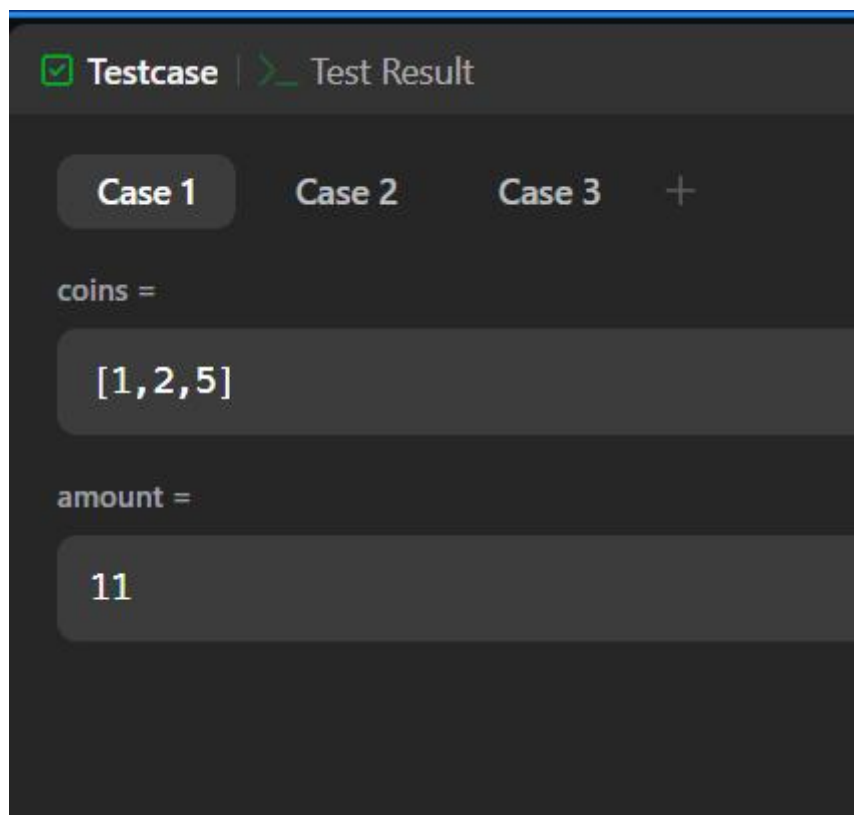 Testcase | >_ Test Result
Case 1 Case 2 Case 3 +
coins =
[1,2,5]
amount =
11